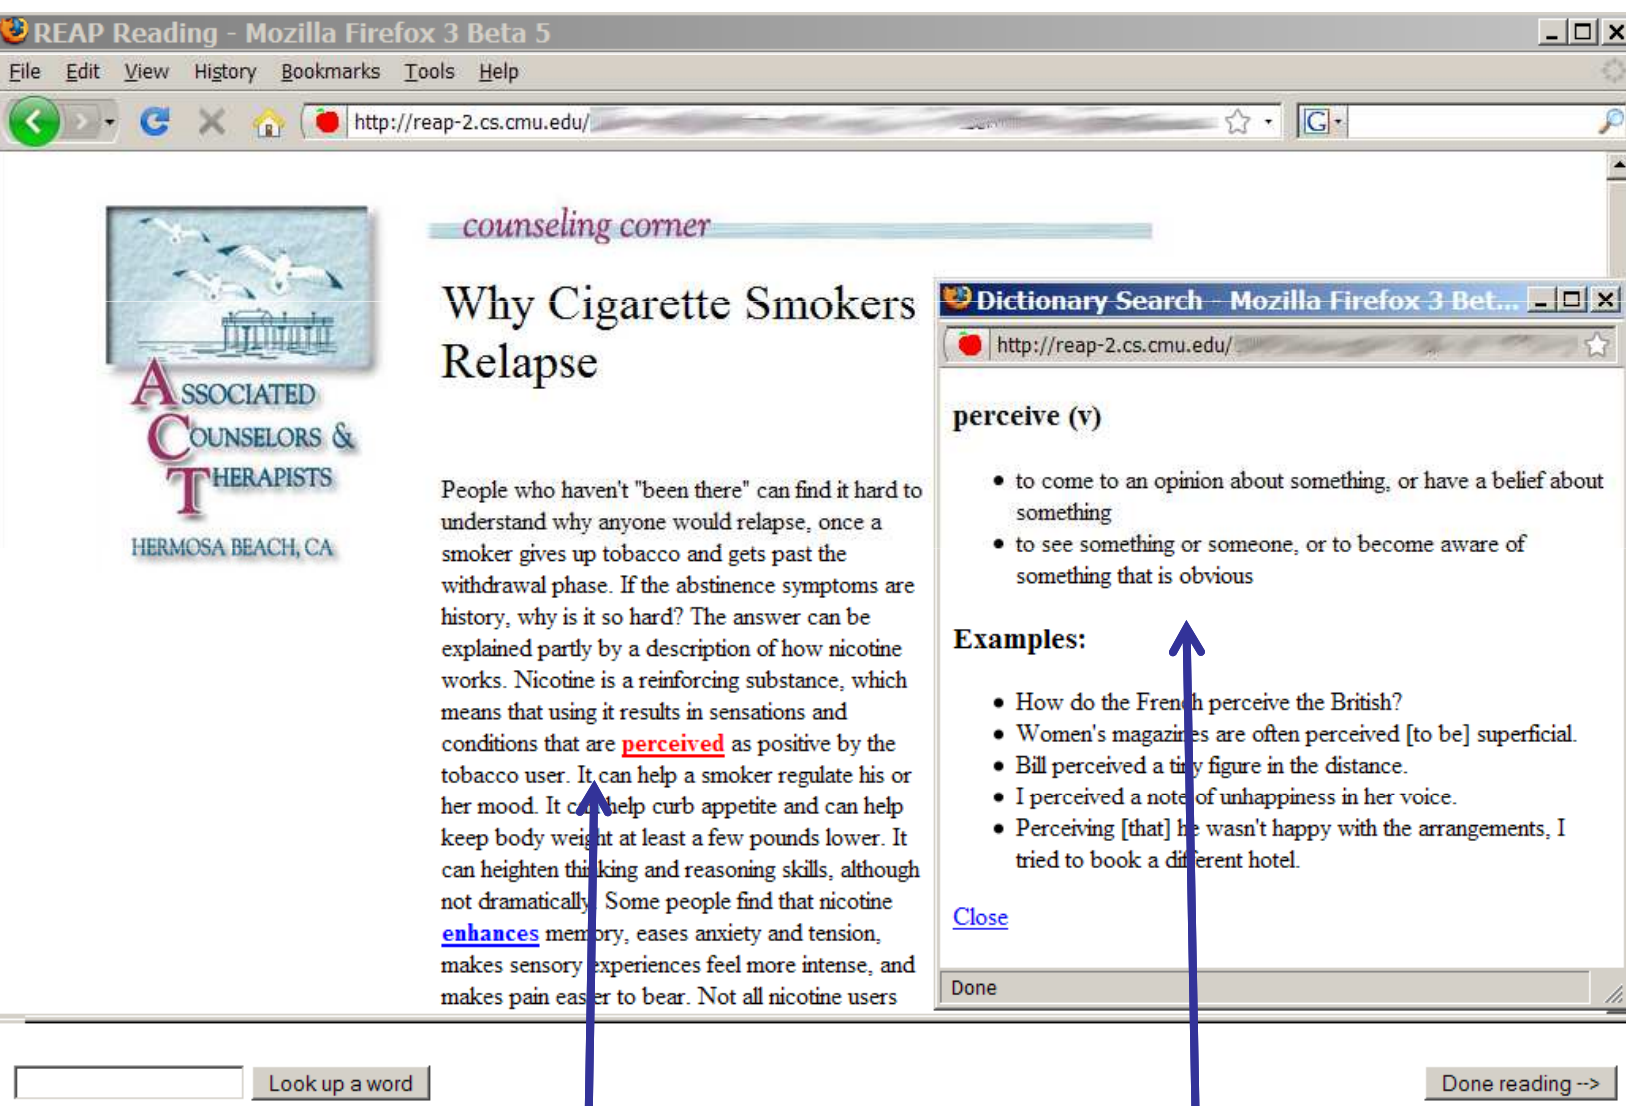 REAP Reading - Mozilla Firefox 3 Beta 5
File Edit View History Bookmarks Tools Help
http://reap-2.cs.cmu.edu/
G
counseling corner
ASSOCIATED
COUNSELORS &
THERAPISTS
HERMOSA BEACH, CA
Why Cigarette Smokers
Relapse
People who haven't "been there" can find it hard to
understand why anyone would relapse, once a
smoker gives up tobacco and gets past the
withdrawal phase. If the abstinence symptoms are
history, why is it so hard? The answer can be
explained partly by a description of how nicotine
works. Nicotine is a reinforcing substance, which
means that using it results in sensations and
conditions that are perceived as positive by the
tobacco user. It can help a smoker regulate his or
her mood. It can help curb appetite and can help
keep body weight at least a few pounds lower. It
can heighten thinking and reasoning skills, although
not dramatically. Some people find that nicotine
enhances memory, eases anxiety and tension,
makes sensory experiences feel more intense, and
makes pain easier to bear. Not all nicotine users
Dictionary Search - Mozilla Firefox 3 Bet...
http://reap-2.cs.cmu.edu/
perceive (v)
• to come to an opinion about something, or have a belief about
something
• to see something or someone, or to become aware of
something that is obvious
Examples:
• How do the French perceive the British?
• Women's magazines are often perceived [to be] superficial.
• Bill perceived a tiny figure in the distance.
• I perceived a note of unhappiness in her voice.
• Perceiving [that] he wasn't happy with the arrangements, I
tried to book a different hotel.
Close
Done
Look up a word
Done reading -->